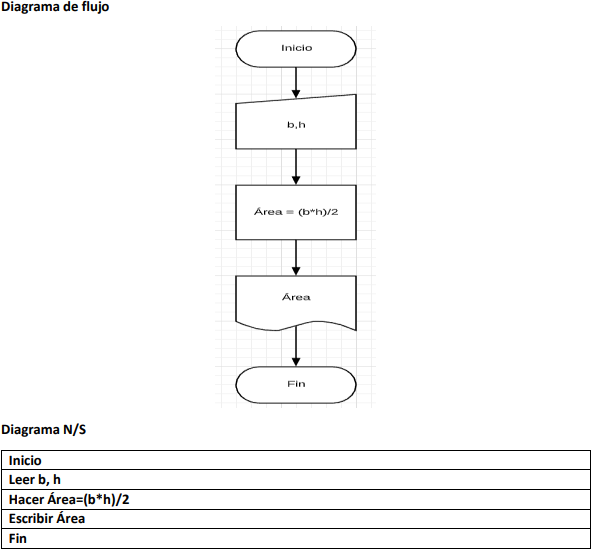 Diagrama de flujo
Inicio
b,h
Área = (b*h)/2
Área
Fin
Diagrama N/S
Inicio
Leer b, h
Hacer Área=(b*h)/2
Escribir Área
Fin